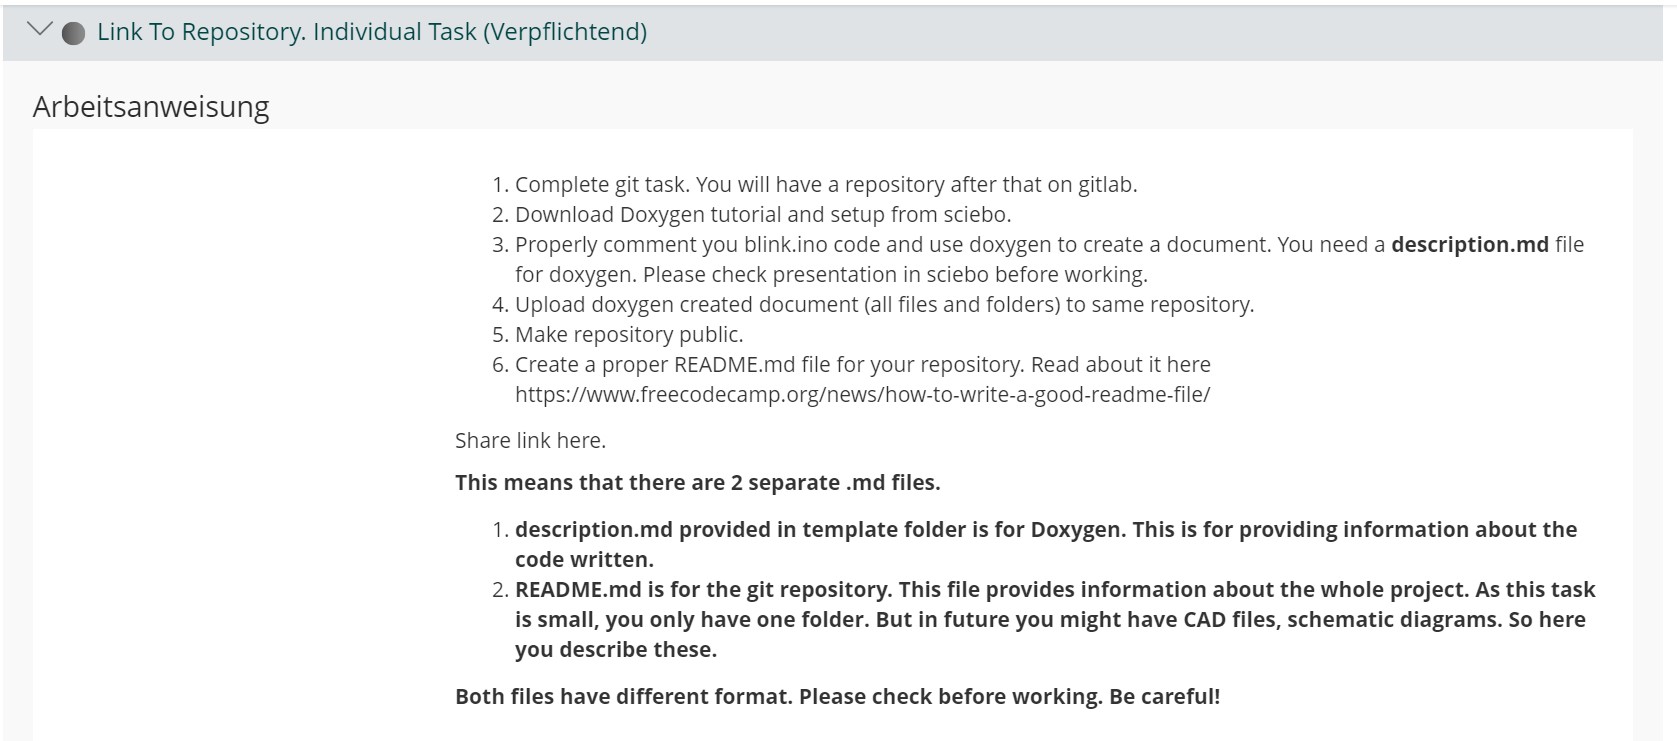 Link To Repository. Individual Task (Verpflichtend)
Arbeitsanweisung
1. Complete git task. You will have a repository after that on gitlab.
2. Download Doxygen tutorial and setup from sciebo.
3. Properly comment you blink.ino code and use doxygen to create a document. You need a description.md file
for doxygen. Please check presentation in sciebo before working.
4. Upload doxygen created document (all files and folders) to same repository.
5. Make repository public.
6. Create a proper README.md file for your repository. Read about it here
https://www.freecodecamp.org/news/how-to-write-a-good-readme-file/
Share link here.
This means that there are 2 separate .md files.
1. description.md provided in template folder is for Doxygen. This is for providing information about the
code written.
2. README.md is for the git repository. This file provides information about the whole project. As this task
is small, you only have one folder. But in future you might have CAD files, schematic diagrams. So here
you describe these.
Both files have different format. Please check before working. Be careful!